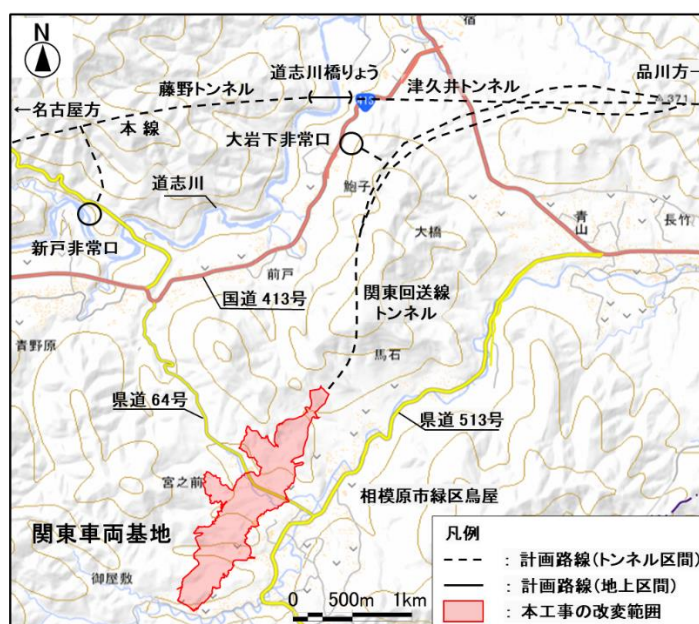 宿
N
道志川橋りょう
藤野トンネル
津久井トンネル
品川方→
←名古屋方
本 線
大岩下非常口
鮑子
道志川
新戸非常口
大橋
青山
長竹
前戸
国道 413号
関東回送線
トンネル
青野原
馬石
県道 64号
県道 513号
宮之前
相模原市緑区鳥屋
関東車両基地
御屋敷
0 500m 1km
凡例
: 計画路線(トンネル区間)
: 計画路線(地上区間)
: 本工事の改変範囲